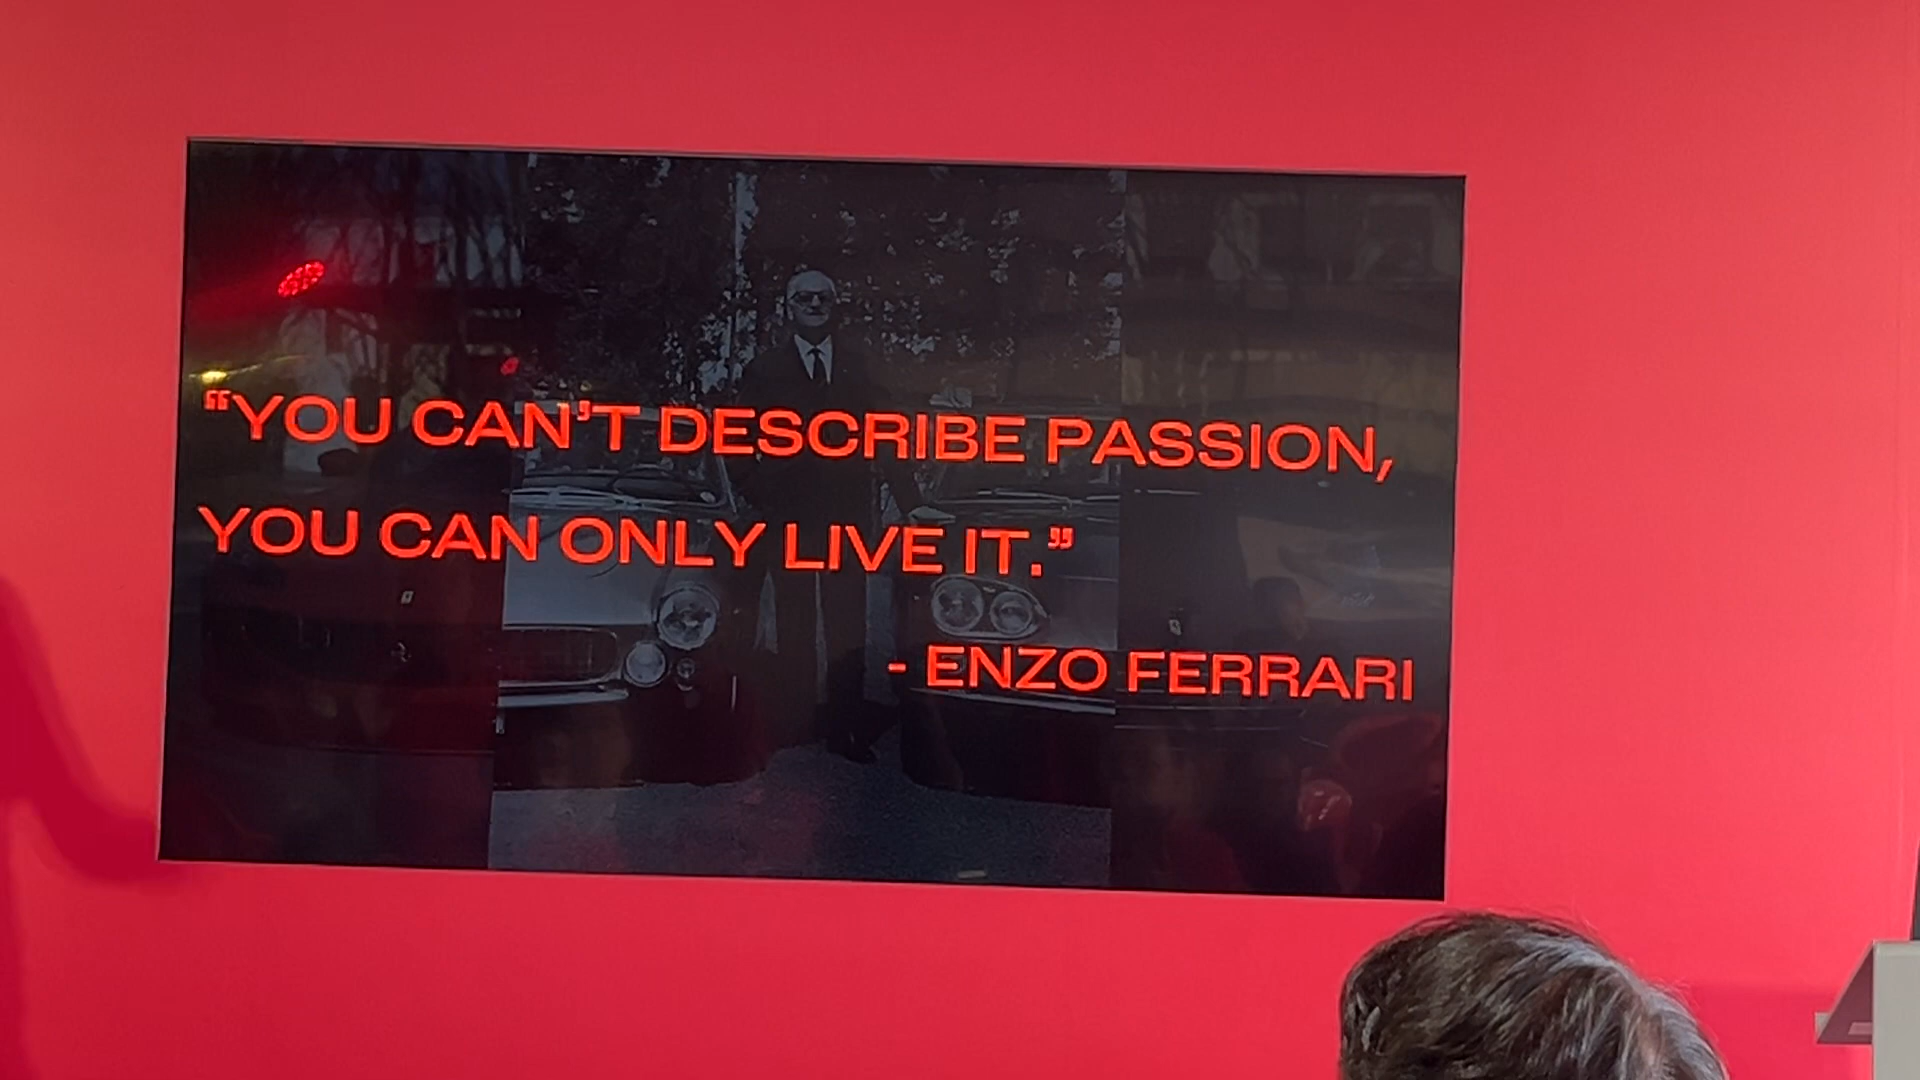 “YOU CAN’T DESCRIBE PASSION,
YOU CAN ONLY LIVE IT.”
- ENZO FERRARI